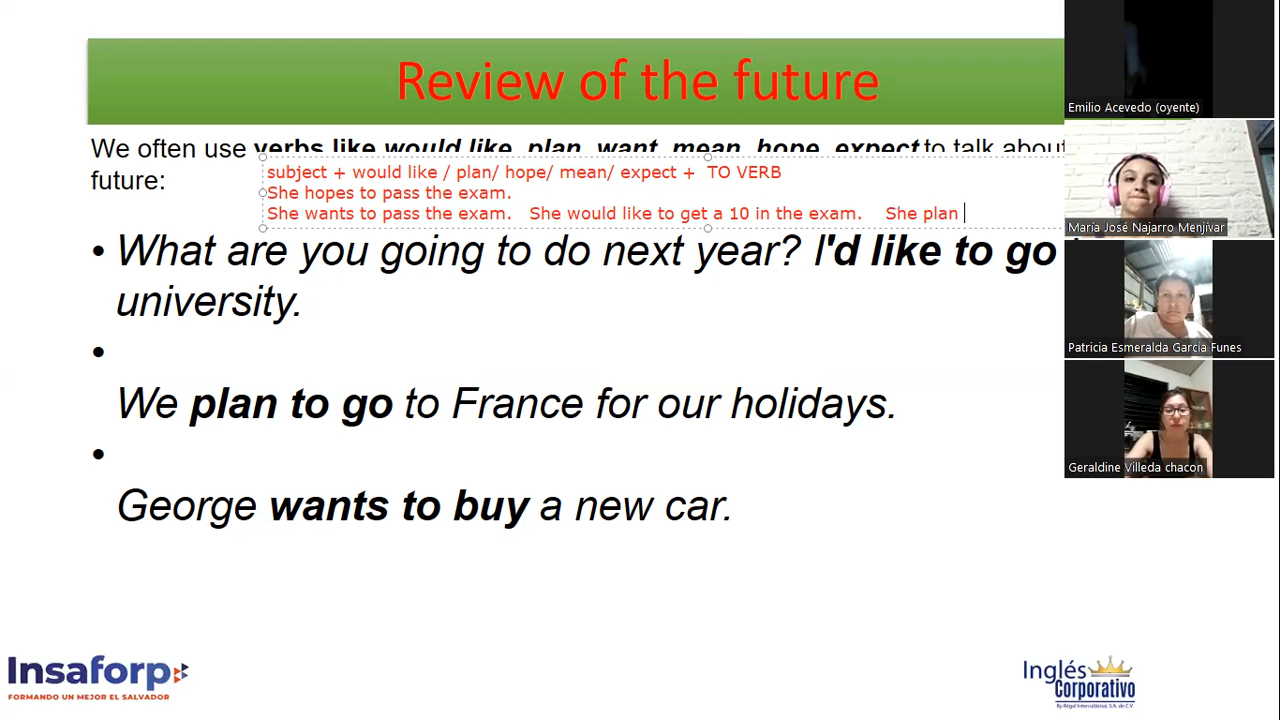 Review of the future
We often use verbs like would like, plan, want, mean, hope, expect to talk about
future:
subject + would like / plan/ hope/ mean/ expect + TO VERB
She hopes to pass the exam.
She wants to pass the exam. She would like to get a 10 in the exam. She plan
• What are you going to do next year? I'd like to go
university.
•
We plan to go to France for our holidays.
•
George wants to buy a new car.
Emilio Acevedo (oyente)
María José Najarro Menjívar
Patricia Esmeralda García Funes
Geraldine Villeda chacon
Insaforp
FORMANDO UN MEJOR EL SALVADOR
Inglés
Corporativo
By Regal International, S.A. de C.V